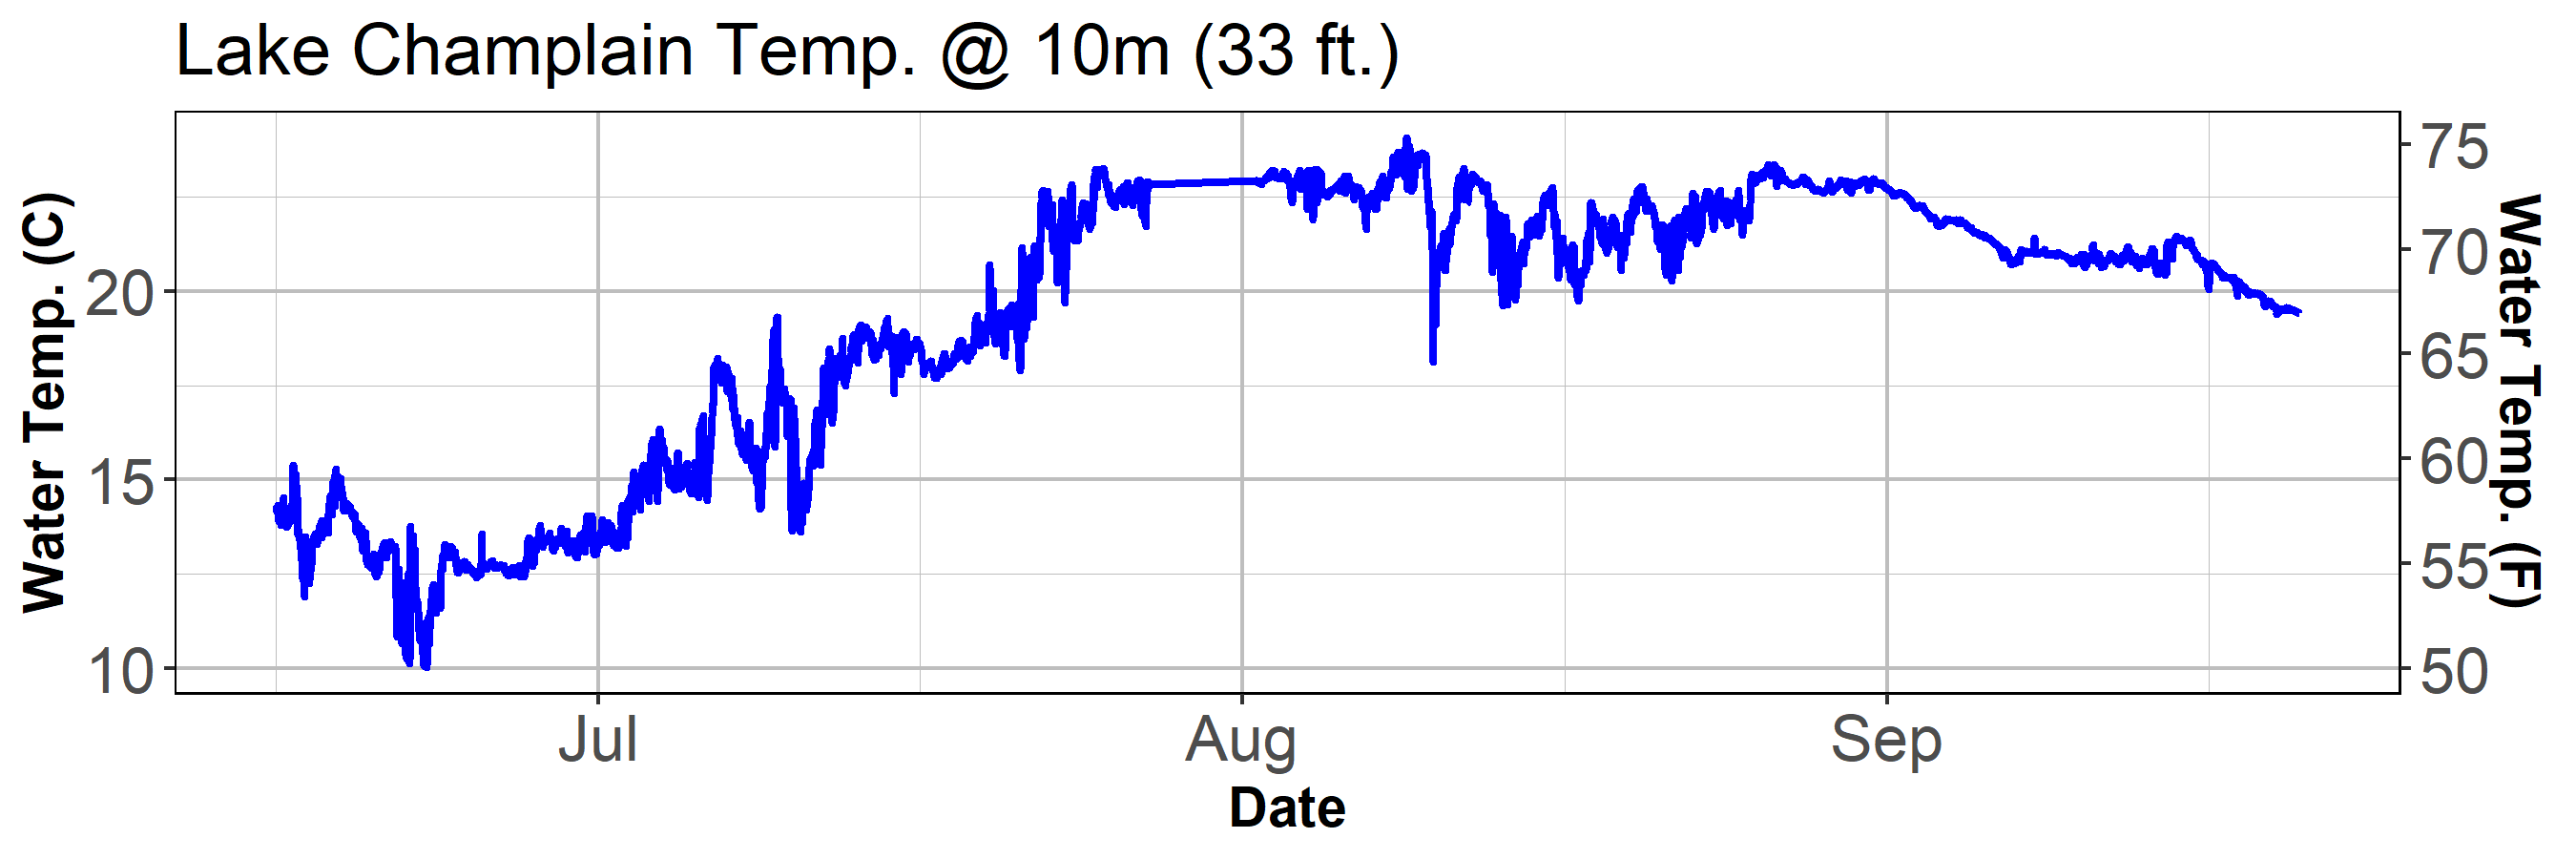 Lake Champlain Temp. @ 10m (33 ft.)
Water Temp. (C)
20
15
10
75
70
65
60
55
50
Water Temp. (F)
Jul
Aug
Sep
Date